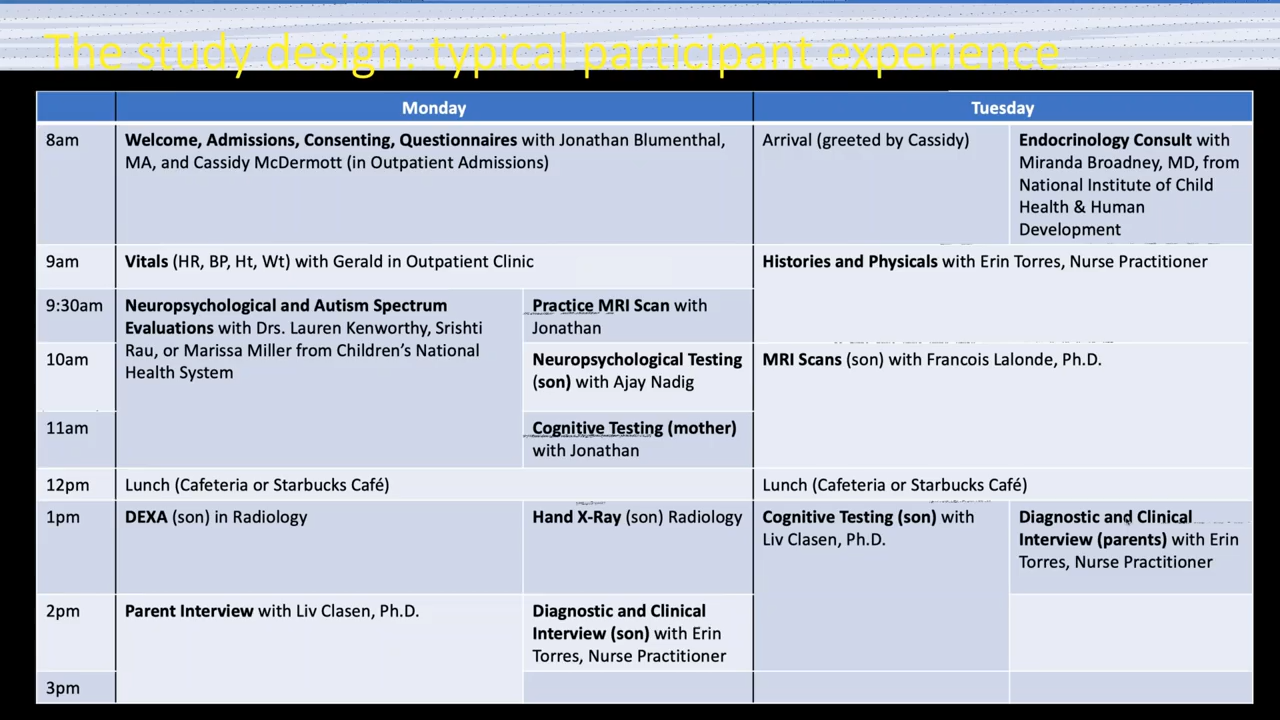 The study design: typical participant experience
Monday
Tuesday
8am
Welcome, Admissions, Consenting, Questionnaires with Jonathan Blumenthal,
MA, and Cassidy McDermott (in Outpatient Admissions)
Arrival (greeted by Cassidy)
Endocrinology Consult with
Miranda Broadney, MD, from
National Institute of Child
Health & Human
Development
9am
Vitals (HR, BP, Ht, Wt) with Gerald in Outpatient Clinic
Histories and Physicals with Erin Torres, Nurse Practitioner
9:30am
Neuropsychological and Autism Spectrum
Evaluations with Drs. Lauren Kenworthy, Srishti
Rau, or Marissa Miller from Children's National
Health System
Practice MRI Scan with
Jonathan
10am
Neuropsychological Testing
(son) with Ajay Nadig
MRI Scans (son) with Francois Lalonde, Ph.D.
11am
Cognitive Testing (mother)
with Jonathan
12pm
Lunch (Cafeteria or Starbucks Café)
Lunch (Cafeteria or Starbucks Café)
1pm
DEXA (son) in Radiology
Hand X-Ray (son) Radiology
Cognitive Testing (son) with
Liv Clasen, Ph.D.
Diagnostic and Clinical
Interview (parents) with Erin
Torres, Nurse Practitioner
2pm
Parent Interview with Liv Clasen, Ph.D.
Diagnostic and Clinical
Interview (son) with Erin
Torres, Nurse Practitioner
3pm